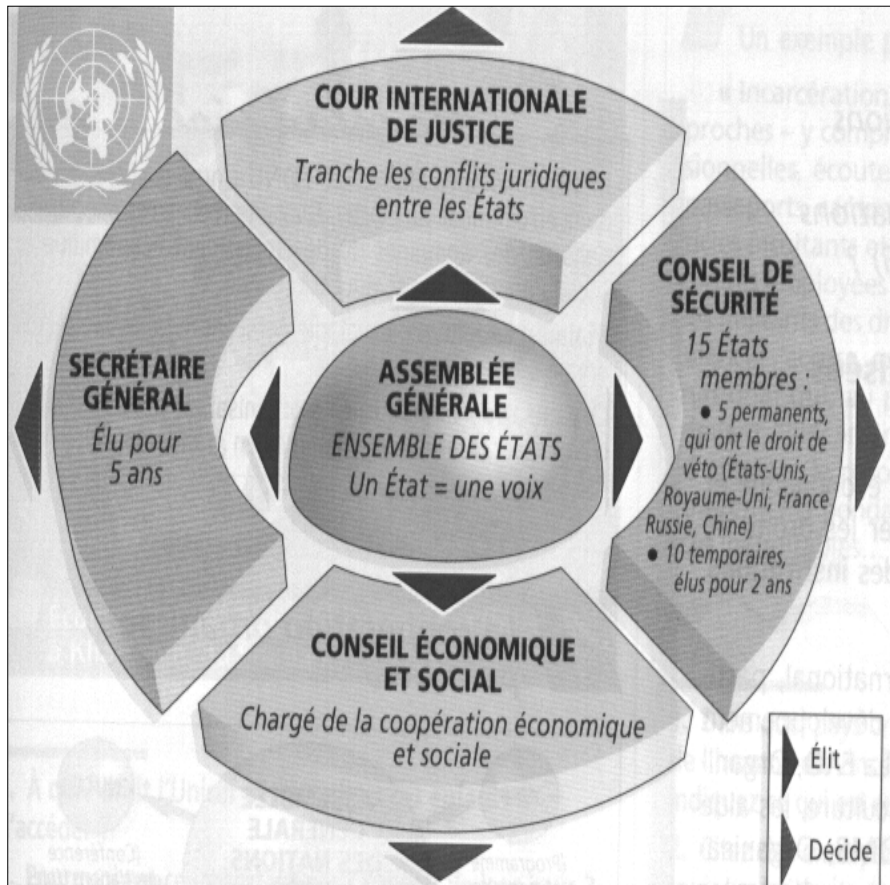 COUR INTERNATIONALE
DE JUSTICE
Tranche les conflits juridiques
entre les États
SECRÉTAIRE
GÉNÉRAL
Élu pour
5 ans
ASSEMBLÉE
GÉNÉRALE
ENSEMBLE DES ÉTATS
Un État = une voix
CONSEIL DE
SÉCURITÉ
15 États
membres :
• 5 permanents,
qui ont le droit de
véto (États-Unis,
Royaume-Uni, France
Russie, Chine)
• 10 temporaires,
élus pour 2 ans
CONSEIL ÉCONOMIQUE
ET SOCIAL
Chargé de la coopération économique
et sociale
Élit
Décide